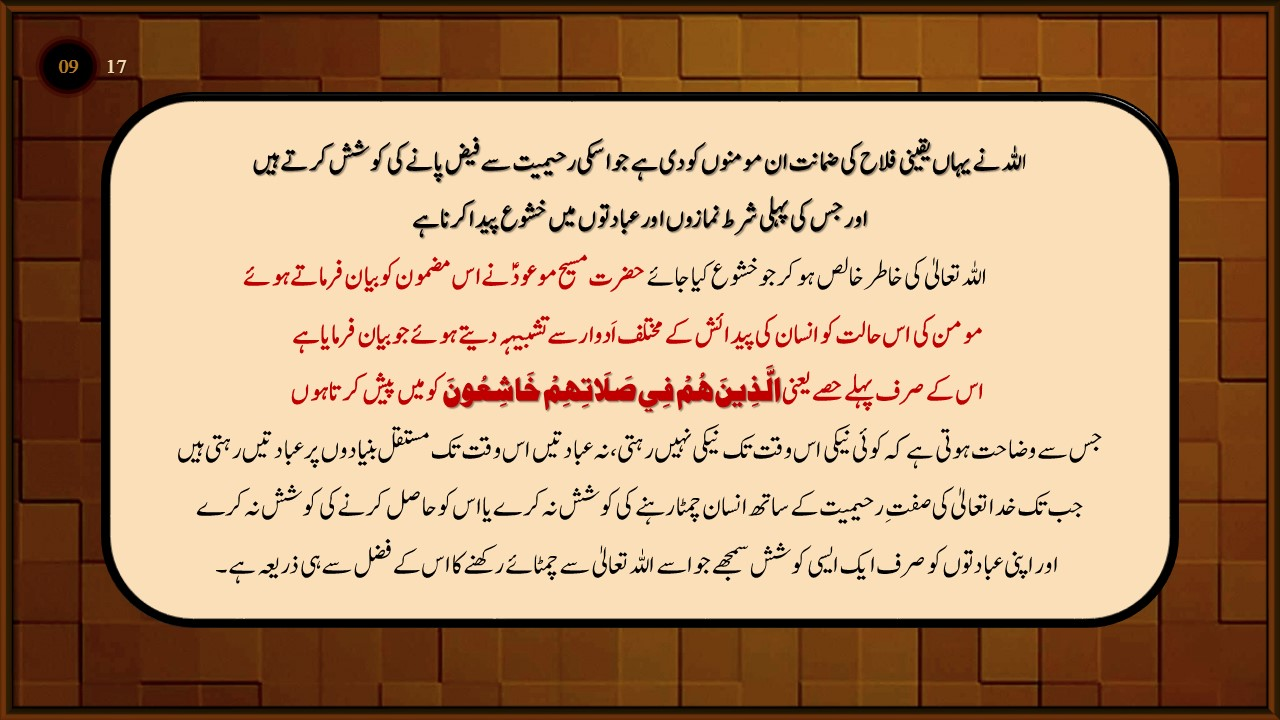 09 17
اللہ نے یہاں یقینی فلاح کی ضمانت ان مومنوں کو دی ہے جو اسکی رحیمیت سے فیض پانے کی کوشش کرتے ہیں
اور جس کی پہلی شرط نمازوں اور عبادتوں میں خشوع پیدا کرنا ہے
اللہ تعالیٰ کی خاطر خالص ہو کر جو خشوع کیا جائے حضرت مسیح موعودؑ نے اس مضمون کو بیان فرماتے ہوئے
مومن کی اس حالت کو انسان کی پیدائش کے مختلف اَدوار سے تشبیہہ دیتے ہوئے جو بیان فرمایا ہے
اس کے صرف پہلے حصے یعنی الَّذِينَ هُمْ فِي صَلَاتِهِمْ خَاشِعُونَ کو میں پیش کرتا ہوں
جس سے وضاحت ہوتی ہے کہ کوئی نیکی اس وقت تک نیکی نہیں رہتی، نہ عبادتیں اس وقت تک مستقل بنیادوں پر عبادتیں رہتی ہیں
جب تک خدا تعالیٰ کی صفتِ رحیمیت کے ساتھ انسان چمٹا رہنے کی کوشش نہ کرے یا اس کو حاصل کرنے کی کوشش نہ کرے
اور اپنی عبادتوں کو صرف ایک ایسی کوشش سمجھے جو اسے اللہ تعالیٰ سے چمٹائے رکھنے کا اس کے فضل سے ہی ذریعہ ہے۔